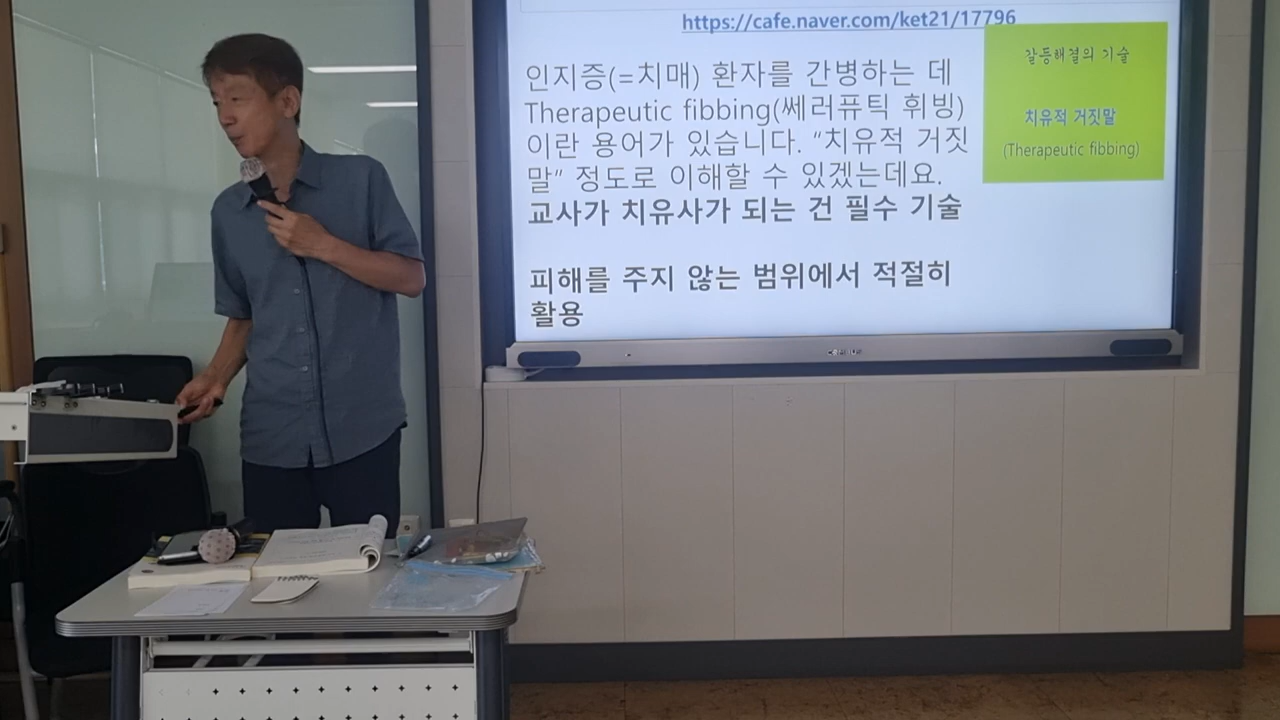 https://cafe.naver.com/ket21/17796
인지증(=치매) 환자를 간병하는 데
Therapeutic fibbing(쎄러퓨틱 휘빙)
이란 용어가 있습니다. "치유적 거짓
말" 정도로 이해할 수 있겠는데요.
교사가 치유사가 되는 건 필수 기술
피해를 주지 않는 범위에서 적절히
활용
갈등해결의 기술
치유적 거짓말
(Therapeutic fibbing)